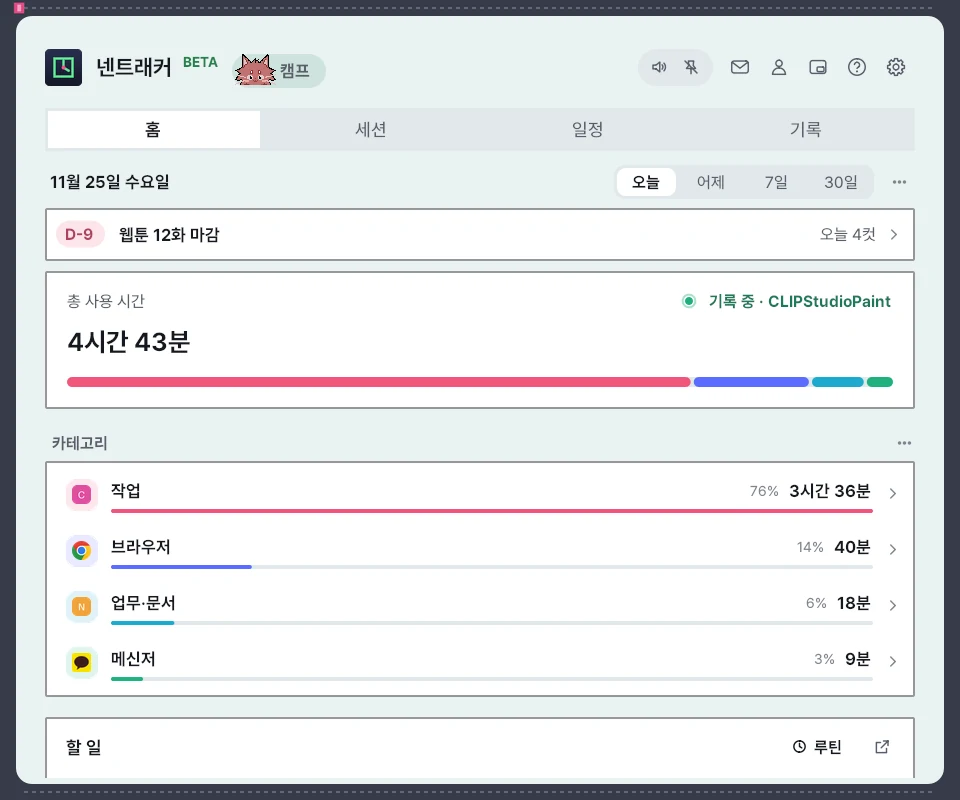 넨트래커 BETA 캠프
홈 세션 일정 기록
11월 25일 수요일 오늘 어제 7일 30일
D-9 웹툰 12화 마감 오늘 4컷
총 사용 시간 기록 중 · CLIPStudioPaint
4시간 43분
카테고리
C 작업 76% 3시간 36분
브라우저 14% 40분
N 업무·문서 6% 18분
메신저 3% 9분
할 일 루틴